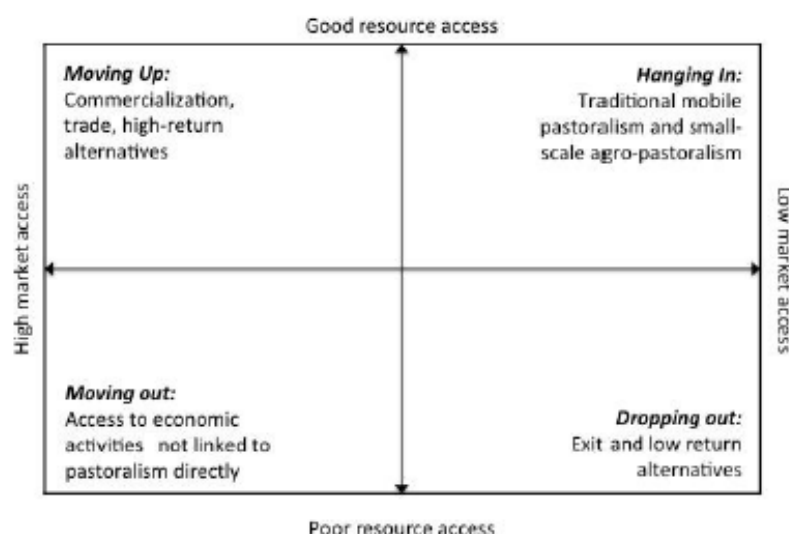 Good resource access
Moving Up:
Commercialization,
trade, high-return
alternatives
Hanging In:
Traditional mobile
pastoralism and small-
scale agro-pastoralism
High market access
Low market access
Moving out:
Access to economic
activities not linked to
pastoralism directly
Dropping out:
Exit and low return
alternatives
Poor resource access